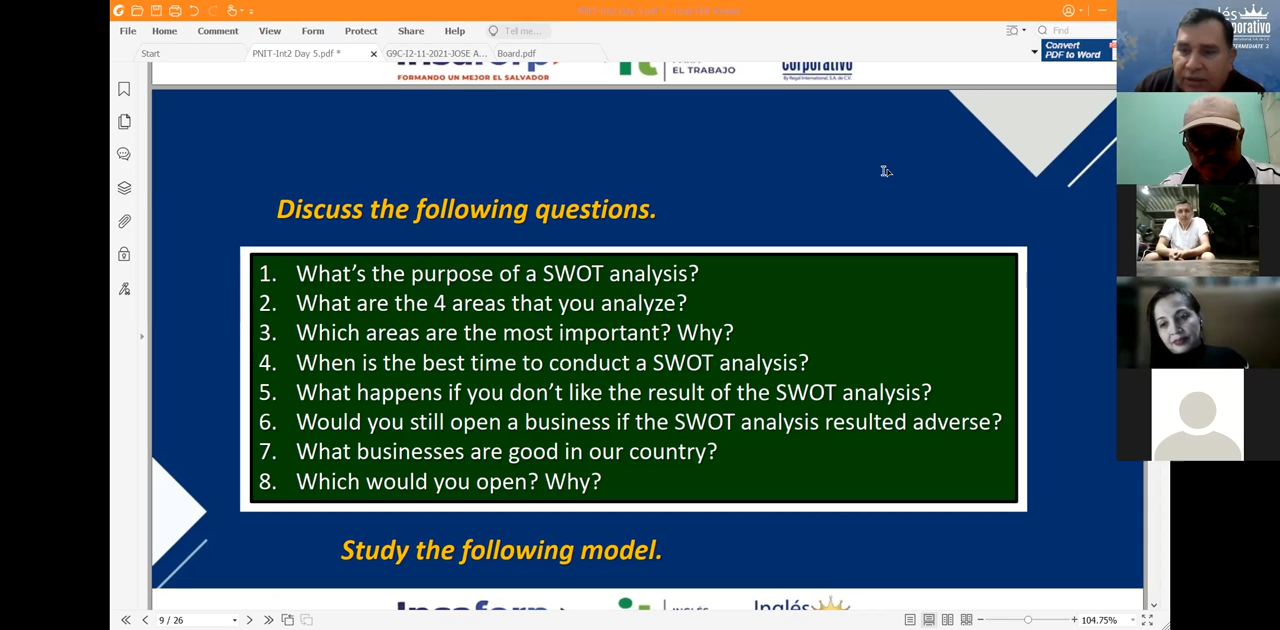 File Home Comment View Form Protect Share Help Tell me... Find
Start PNIT-Int2 Day 5.pdf * G9C-I2-11-2021-JOSE A... Board.pdf Convert
PDF to Word
FORMANDO UN MEJOR EL SALVADOR
EL TRABAJO
corporativo
Discuss the following questions.
1. What's the purpose of a SWOT analysis?
2. What are the 4 areas that you analyze?
3. Which areas are the most important? Why?
4. When is the best time to conduct a SWOT analysis?
5. What happens if you don't like the result of the SWOT analysis?
6. Would you still open a business if the SWOT analysis resulted adverse?
7. What businesses are good in our country?
8. Which would you open? Why?
Study the following model.
Insaforp
INGLÉS
Inglés
9 / 26 104.75%